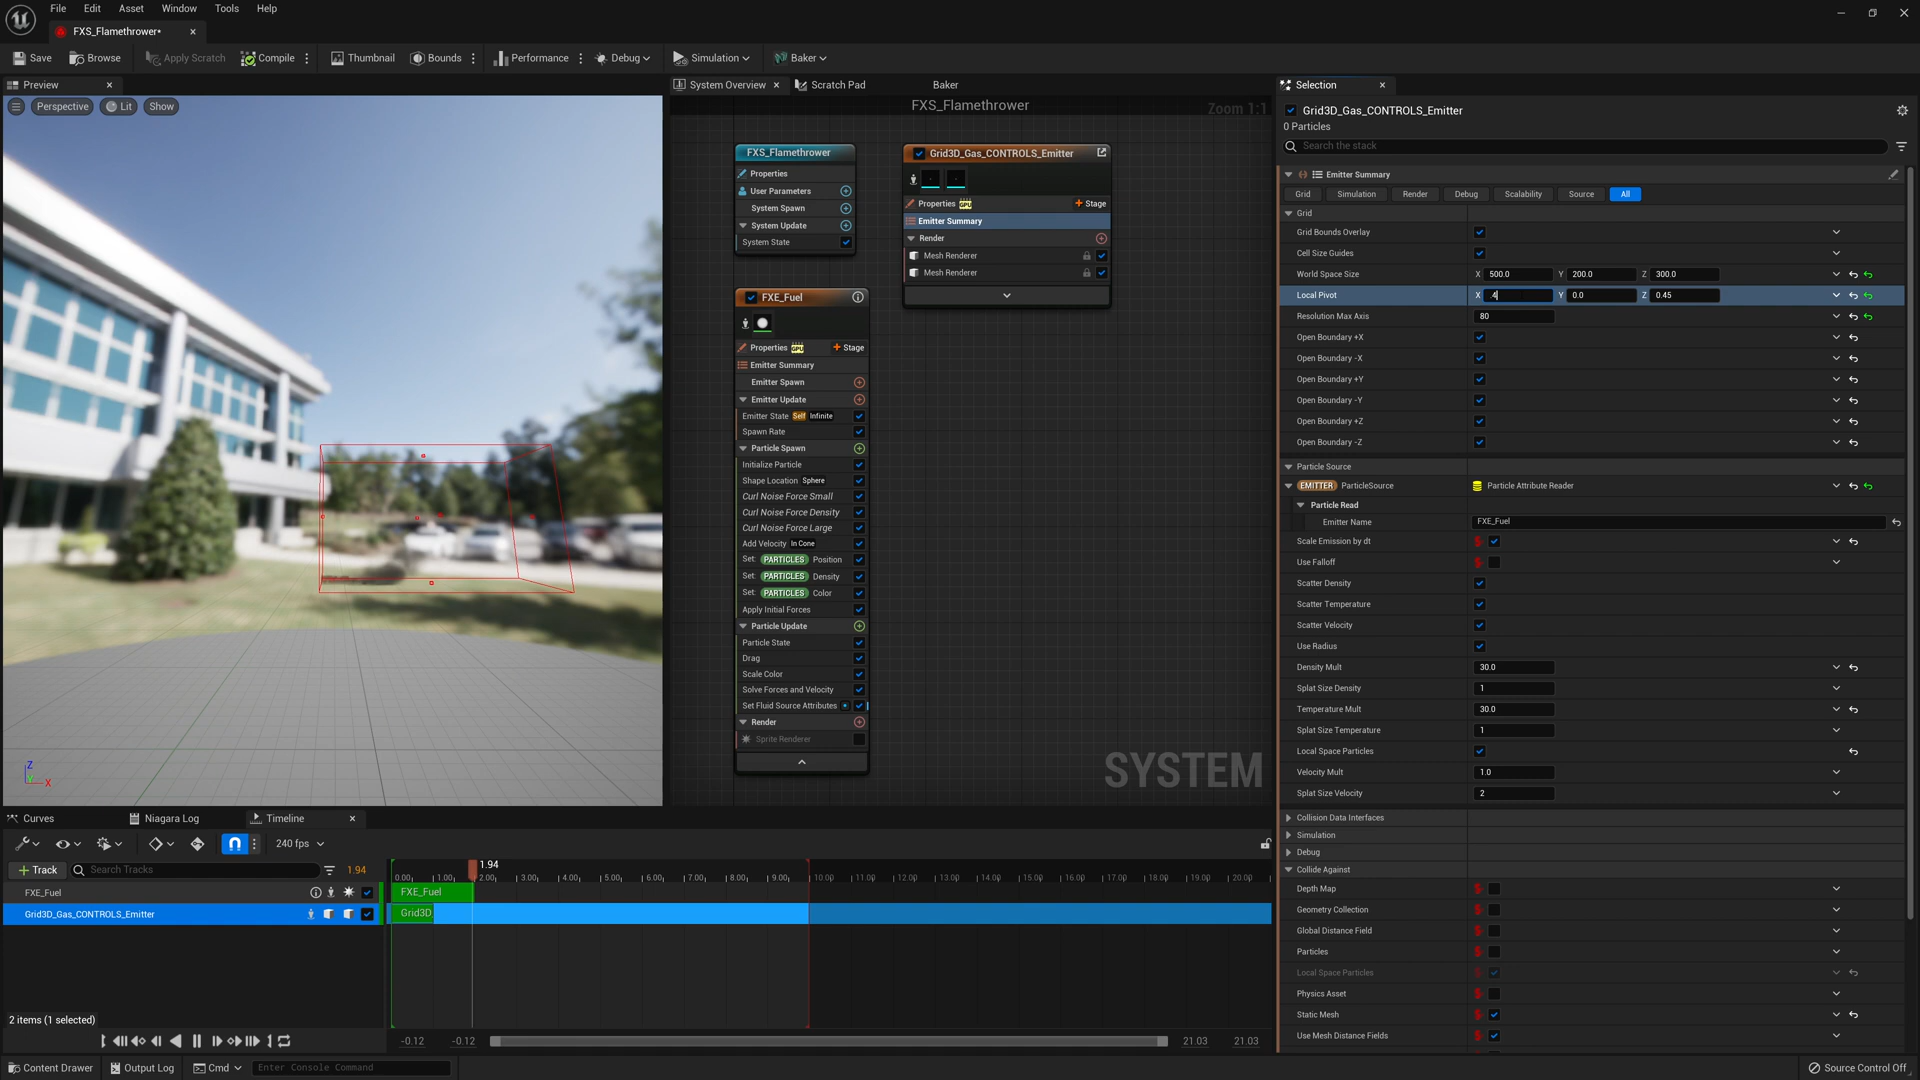 File Edit Asset Window Tools Help
FXS_Flamethrower•
Save Browse Apply Scratch Compile Thumbnail Bounds Performance Debug Simulation Baker
Preview
System Overview Scratch Pad Baker
Selection
Perspective Lit Show
FXS_Flamethrower
Zoom 1:1
Grid3D_Gas_CONTROLS_Emitter
0 Particles
Search the stack
FXS_Flamethrower
Properties
User Parameters
System Spawn
System Update
System State
Grid3D_Gas_CONTROLS_Emitter
Properties GPU + Stage
Emitter Summary
Render
Mesh Renderer
Mesh Renderer
FXE_Fuel
Properties GPU + Stage
Emitter Summary
Emitter Spawn
Emitter Update
Emitter State Self Infinite
Spawn Rate
Particle Spawn
Initialize Particle
Shape Location Sphere
Curl Noise Force Small
Curl Noise Force Density
Curl Noise Force Large
Add Velocity In Cone
Set: PARTICLES Position
Set: PARTICLES Density
Set: PARTICLES Color
Apply Initial Forces
Particle Update
Particle State
Drag
Scale Color
Solve Forces and Velocity
Set Fluid Source Attributes
Render
Sprite Renderer
SYSTEM
Emitter Summary
Grid Simulation Render Debug Scalability Source All
Grid
Grid Bounds Overlay
Cell Size Guides
World Space Size X 500.0 Y 200.0 Z 300.0
Local Pivot X .4 Y 0.0 Z 0.45
Resolution Max Axis 80
Open Boundary +X
Open Boundary -X
Open Boundary +Y
Open Boundary -Y
Open Boundary +Z
Open Boundary -Z
Particle Source
EMITTER ParticleSource Particle Attribute Reader
Particle Read
Emitter Name FXE_Fuel
Scale Emission by dt
Use Falloff
Scatter Density
Scatter Temperature
Scatter Velocity
Use Radius
Density Mult 30.0
Splat Size Density 1
Temperature Mult 30.0
Splat Size Temperature 1
Local Space Particles
Velocity Mult 1.0
Splat Size Velocity 2
Collision Data Interfaces
Simulation
Debug
Collide Against
Depth Map
Geometry Collection
Global Distance Field
Particles
Local Space Particles
Physics Asset
Static Mesh
Use Mesh Distance Fields
Z
Y
X
Curves Niagara Log Timeline
240 fps
+ Track Search Tracks 1.94
1.94
0.00 1.00 2.00 3.00 4.00 5.00 6.00 7.00 8.00 9.00 10.00 11.00 12.00 13.00 14.00 15.00 16.00 17.00 18.00 19.00 20.00
FXE_Fuel
FXE_Fuel
Grid3D_Gas_CONTROLS_Emitter
Grid3D
2 items (1 selected)
-0.12 -0.12 21.03 21.03
Content Drawer Output Log Cmd Enter Console Command
Source Control Off